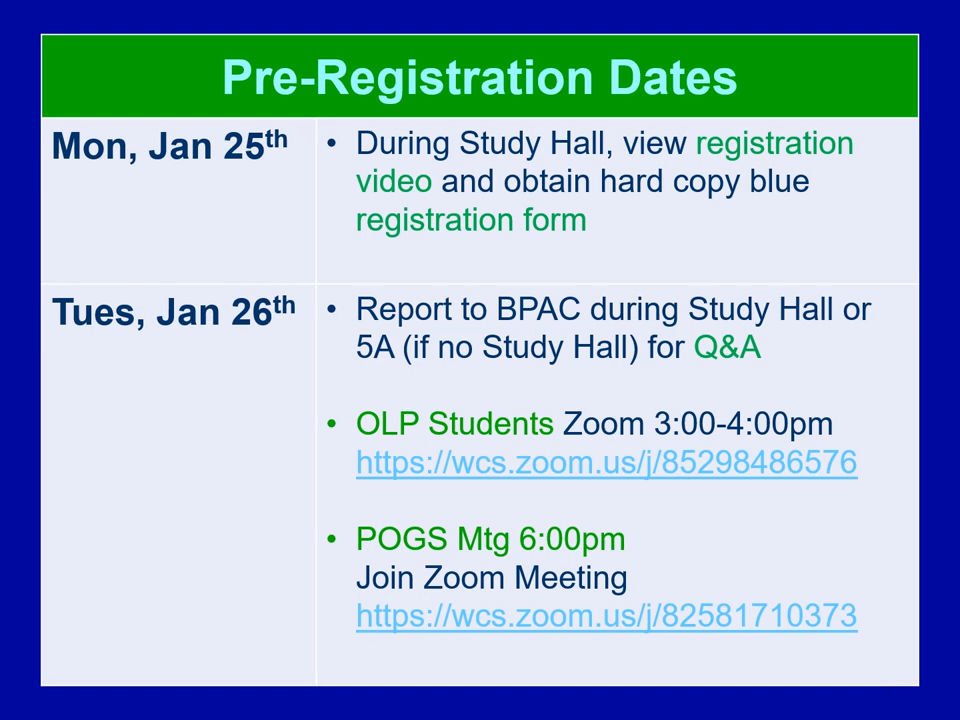 Pre-Registration Dates
Mon, Jan 25th
• During Study Hall, view registration
video and obtain hard copy blue
registration form
Tues, Jan 26th
• Report to BPAC during Study Hall or
5A (if no Study Hall) for Q&A
• OLP Students Zoom 3:00-4:00pm
https://wcs.zoom.us/j/85298486576
• POGS Mtg 6:00pm
Join Zoom Meeting
https://wcs.zoom.us/j/82581710373